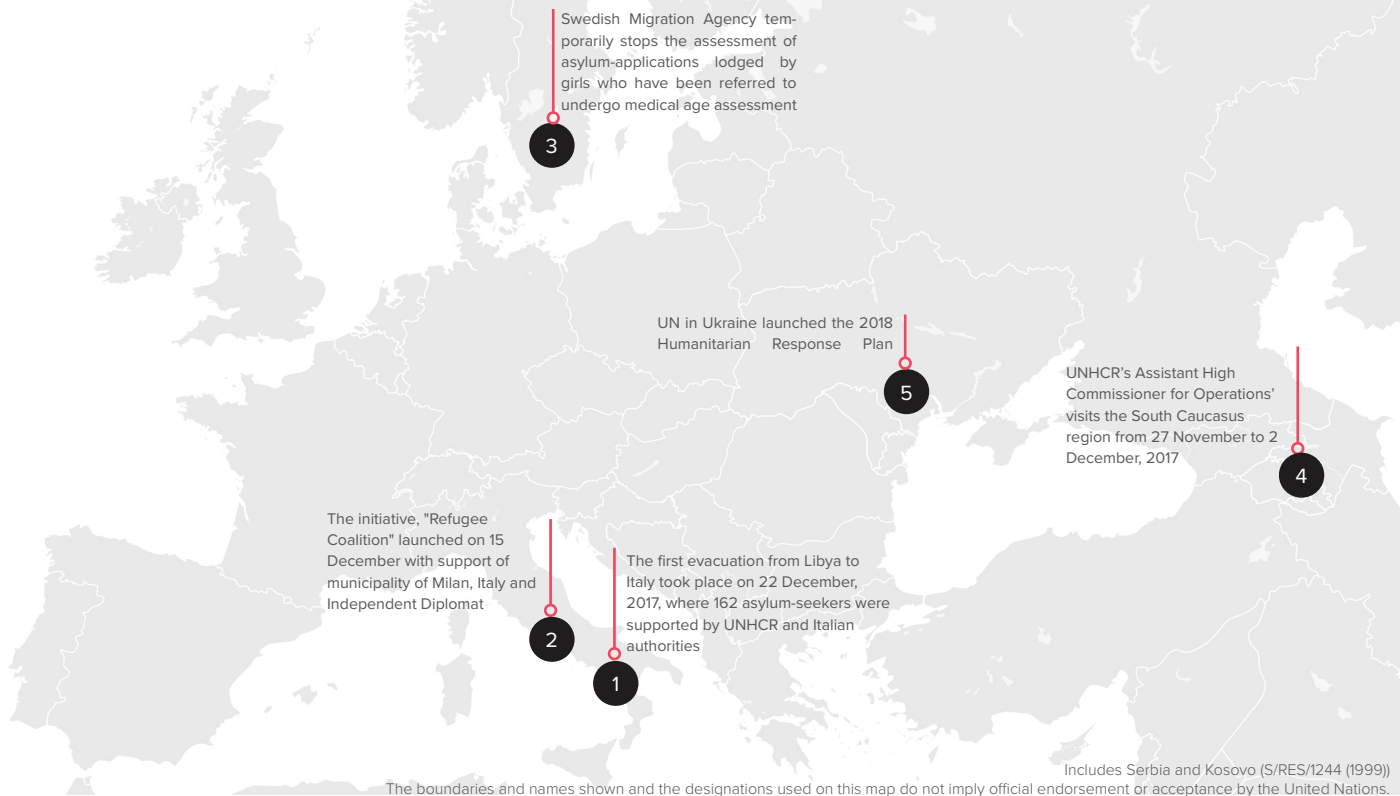 Swedish Migration Agency tem-
porarily stops the assessment of
asylum-applications lodged by
girls who have been referred to
undergo medical age assessment
3
UN in Ukraine launched the 2018
Humanitarian Response Plan
5
UNHCR's Assistant High
Commissioner for Operations'
visits the South Caucasus
region from 27 November to 2
December, 2017
4
The initiative, "Refugee
Coalition" launched on 15
December with support of
municipality of Milan, Italy and
Independent Diplomat
2
The first evacuation from Libya to
Italy took place on 22 December,
2017, where 162 asylum-seekers were
supported by UNHCR and Italian
authorities
1
Includes Serbia and Kosovo (S/RES/1244 (1999))
The boundaries and names shown and the designations used on this map do not imply official endorsement or acceptance by the United Nations.